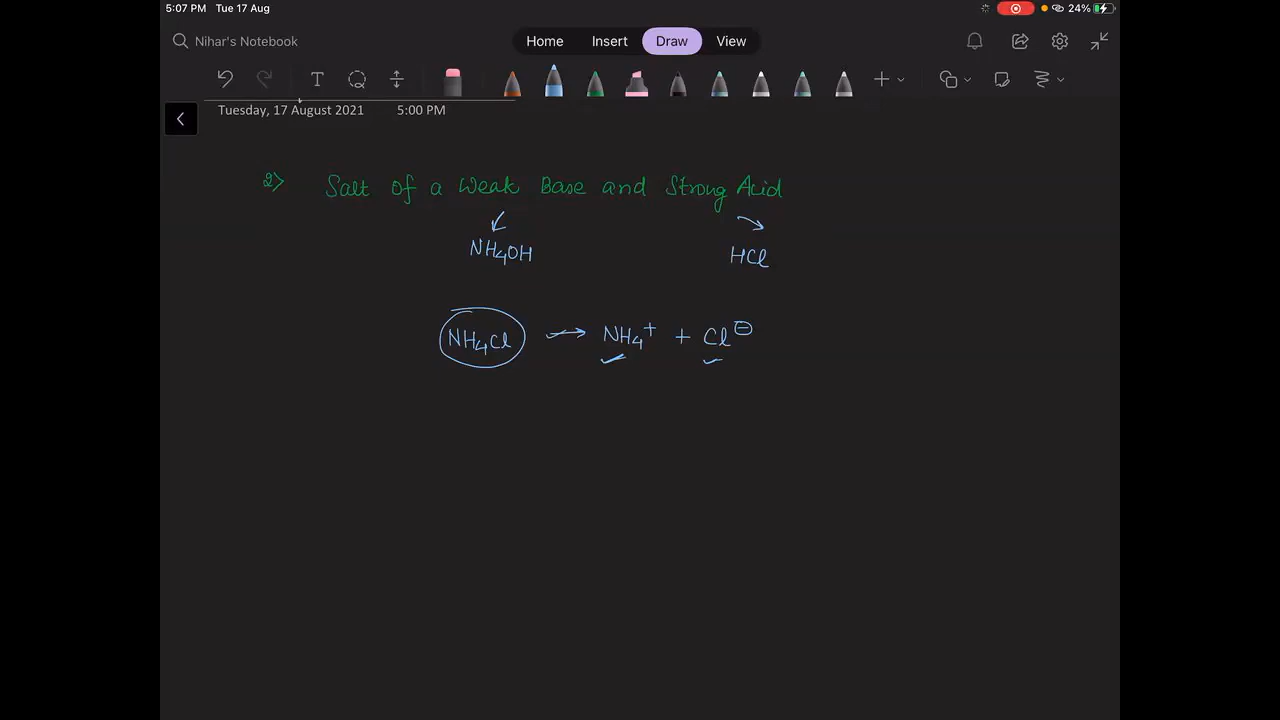 5:07 PM Tue 17 Aug 24%
Nihar's Notebook Home Insert Draw View
Tuesday, 17 August 2021 5:00 PM
2> Salt of a Weak Base and Strong Acid
NH4OH HCl
NH4Cl → NH4+ + Cl⊖